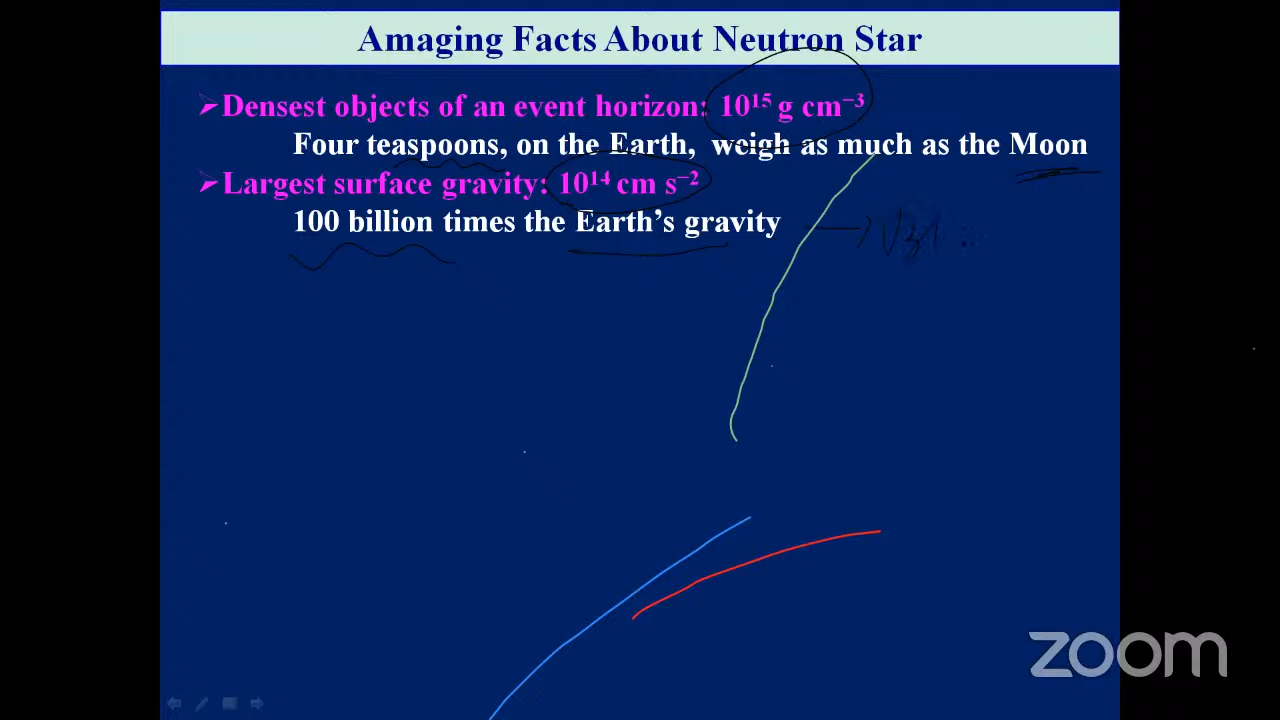 Amaging Facts About Neutron Star
➢Densest objects of an event horizon: 10¹⁵ g cm⁻³
Four teaspoons, on the Earth, weigh as much as the Moon
➢Largest surface gravity: 10¹⁴ cm s⁻²
100 billion times the Earth's gravity
zoom